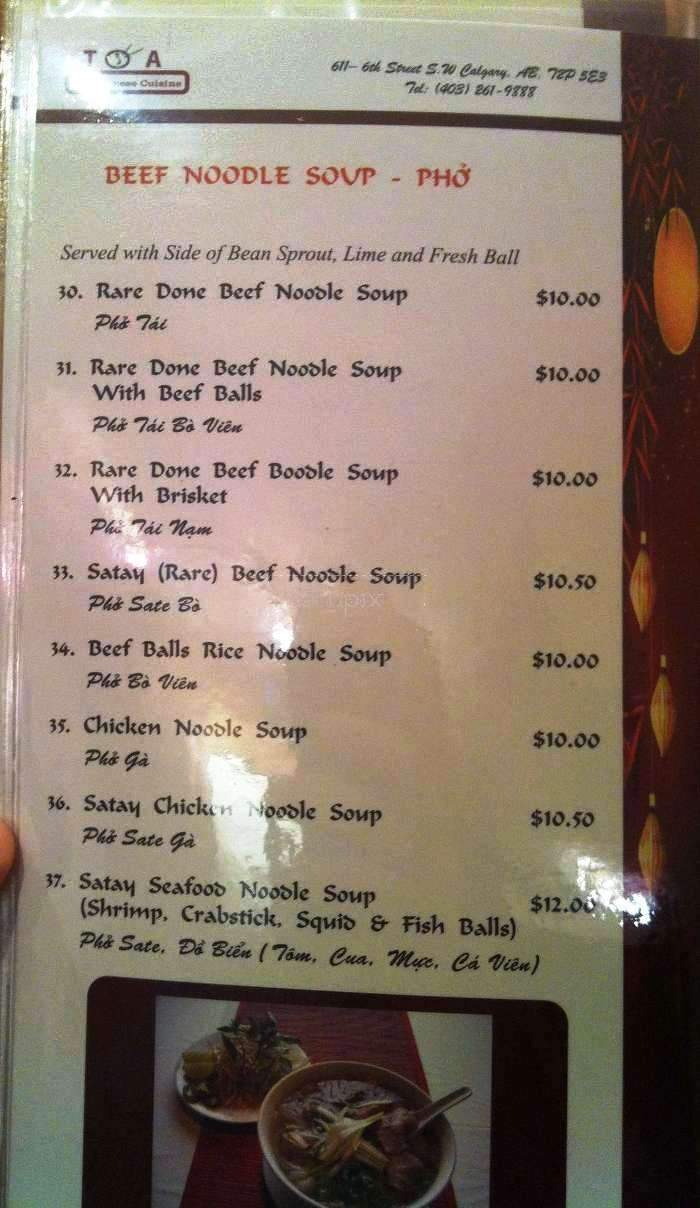 T O A
nese Cuisine
611- 6th Street S.W Calgary, AB, T2P 5E3
Tel: (403) 261-9888
BEEF NOODLE SOUP - PHỞ
Served with Side of Bean Sprout, Lime and Fresh Ball
30. Rare Done Beef Noodle Soup $10.00
Phở Tái
31. Rare Done Beef Noodle Soup $10.00
With Beef Balls
Phở Tái Bò Viên
32. Rare Done Beef Boodle Soup $10.00
With Brisket
Phở Tái Nạm
33. Satay (Rare) Beef Noodle Soup $10.50
Phở Sate Bò
34. Beef Balls Rice Noodle Soup $10.00
Phở Bò Viên
35. Chicken Noodle Soup $10.00
Phở Gà
36. Satay Chicken Noodle Soup $10.50
Phở Sate Gà
37. Satay Seafood Noodle Soup $12.00
(Shrimp, Crabstick, Squid & Fish Balls)
Phở Sate, Đồ Biển (Tôm, Cua, Mực, Cá Viên)